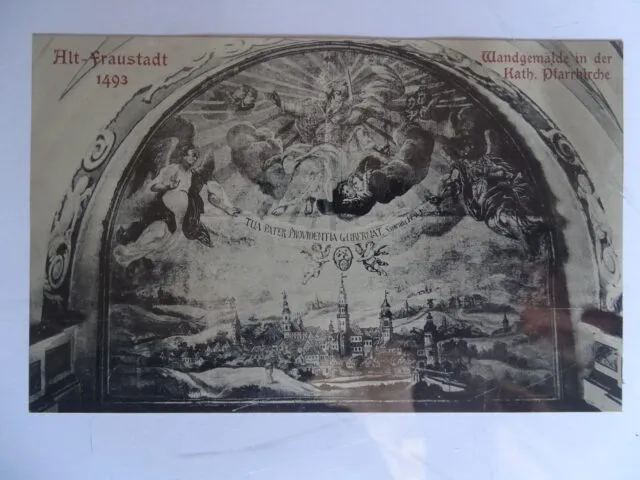 Alt-Fraustadt
1493
Wandgemälde in der
Kath. Pfarrkirche
TUA PATER PROVIDENTIA GUBERNAT